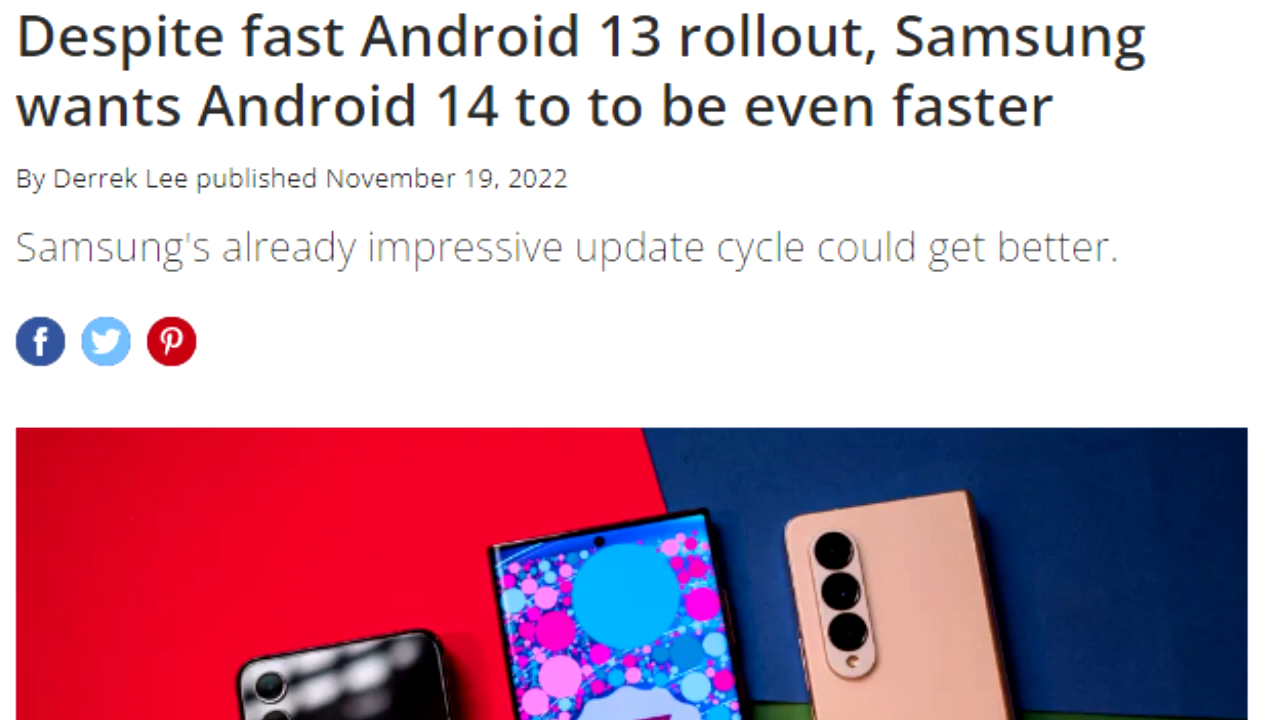 Despite fast Android 13 rollout, Samsung
wants Android 14 to to be even faster
By Derrek Lee published November 19, 2022
Samsung's already impressive update cycle could get better.